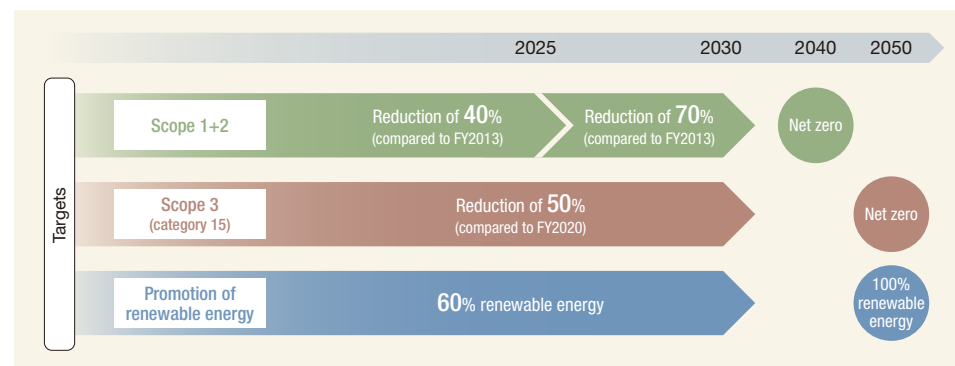 2025 2030 2040 2050
Targets
Scope 1+2
Reduction of 40%
(compared to FY2013)
Reduction of 70%
(compared to FY2013)
Net zero
Scope 3
(category 15)
Reduction of 50%
(compared to FY2020)
Net zero
Promotion of
renewable energy
60% renewable energy
100%
renewable
energy